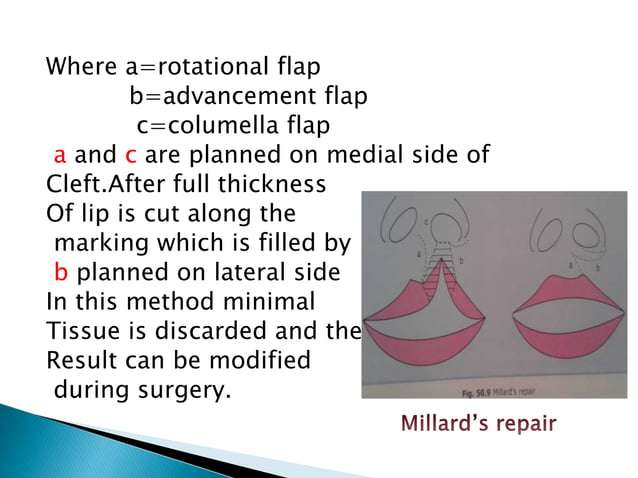 Where a=rotational flap
b=advancement flap
c=columella flap
a and c are planned on medial side of
Cleft.After full thickness
Of lip is cut along the
marking which is filled by
b planned on lateral side
In this method minimal
Tissue is discarded and the
Result can be modified
during surgery.
c
a
b
a
b
Fig. 50.9 Millard's repair
Millard's repair